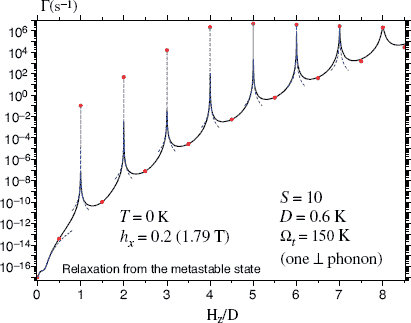 Γ(s⁻¹)
10⁶
10⁴
10²
10⁰
10⁻²
10⁻⁴
10⁻⁶
10⁻⁸
10⁻¹⁰
10⁻¹²
10⁻¹⁴
10⁻¹⁶
T = 0 K
hₓ = 0.2 (1.79 T)
S = 10
D = 0.6 K
Ωₜ = 150 K
(one ⊥ phonon)
Relaxation from the metastable state
0 1 2 3 4 5 6 7 8
H_z/D